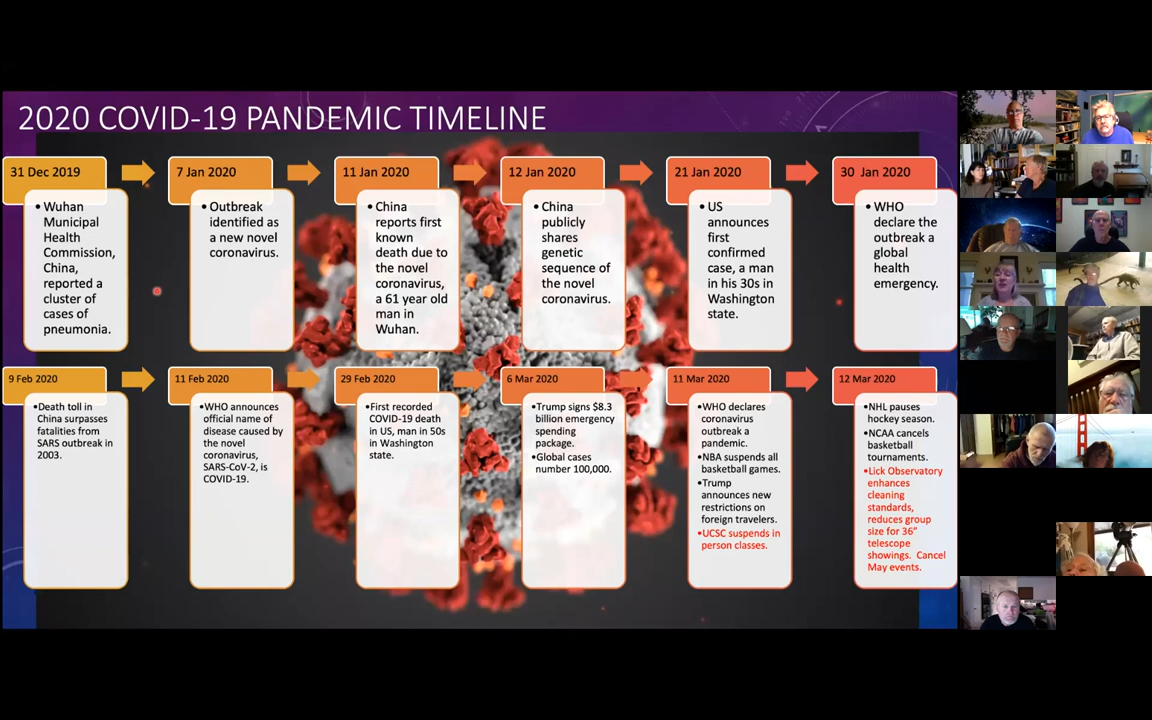 2020 COVID-19 PANDEMIC TIMELINE
31 Dec 2019
•Wuhan
Municipal
Health
Commission,
China,
reported a
cluster of
cases of
pneumonia.
7 Jan 2020
•Outbreak
identified as
a new novel
coronavirus.
11 Jan 2020
•China
reports first
known
death due to
the novel
coronavirus,
a 61 year old
man in
Wuhan.
12 Jan 2020
•China
publicly
shares
genetic
sequence of
the novel
coronavirus.
21 Jan 2020
•US
announces
first
confirmed
case, a man
in his 30s in
Washington
state.
30 Jan 2020
•WHO
declare the
outbreak a
global
health
emergency.
9 Feb 2020
•Death toll in
China surpasses
fatalities from
SARS outbreak in
2003.
11 Feb 2020
•WHO announces
official name of
disease caused by
the novel
coronavirus,
SARS-CoV-2, is
COVID-19.
29 Feb 2020
•First recorded
COVID-19 death
in US, man in 50s
in Washington
state.
6 Mar 2020
•Trump signs $8.3
billion emergency
spending
package.
•Global cases
number 100,000.
11 Mar 2020
•WHO declares
coronavirus
outbreak a
pandemic.
•NBA suspends all
basketball games.
•Trump
announces new
restrictions on
foreign travelers.
•UCSC suspends in
person classes.
12 Mar 2020
•NHL pauses
hockey season.
•NCAA cancels
basketball
tournaments.
•Lick Observatory
enhances
cleaning
standards,
reduces group
size for 36”
telescope
showings. Cancel
May events.